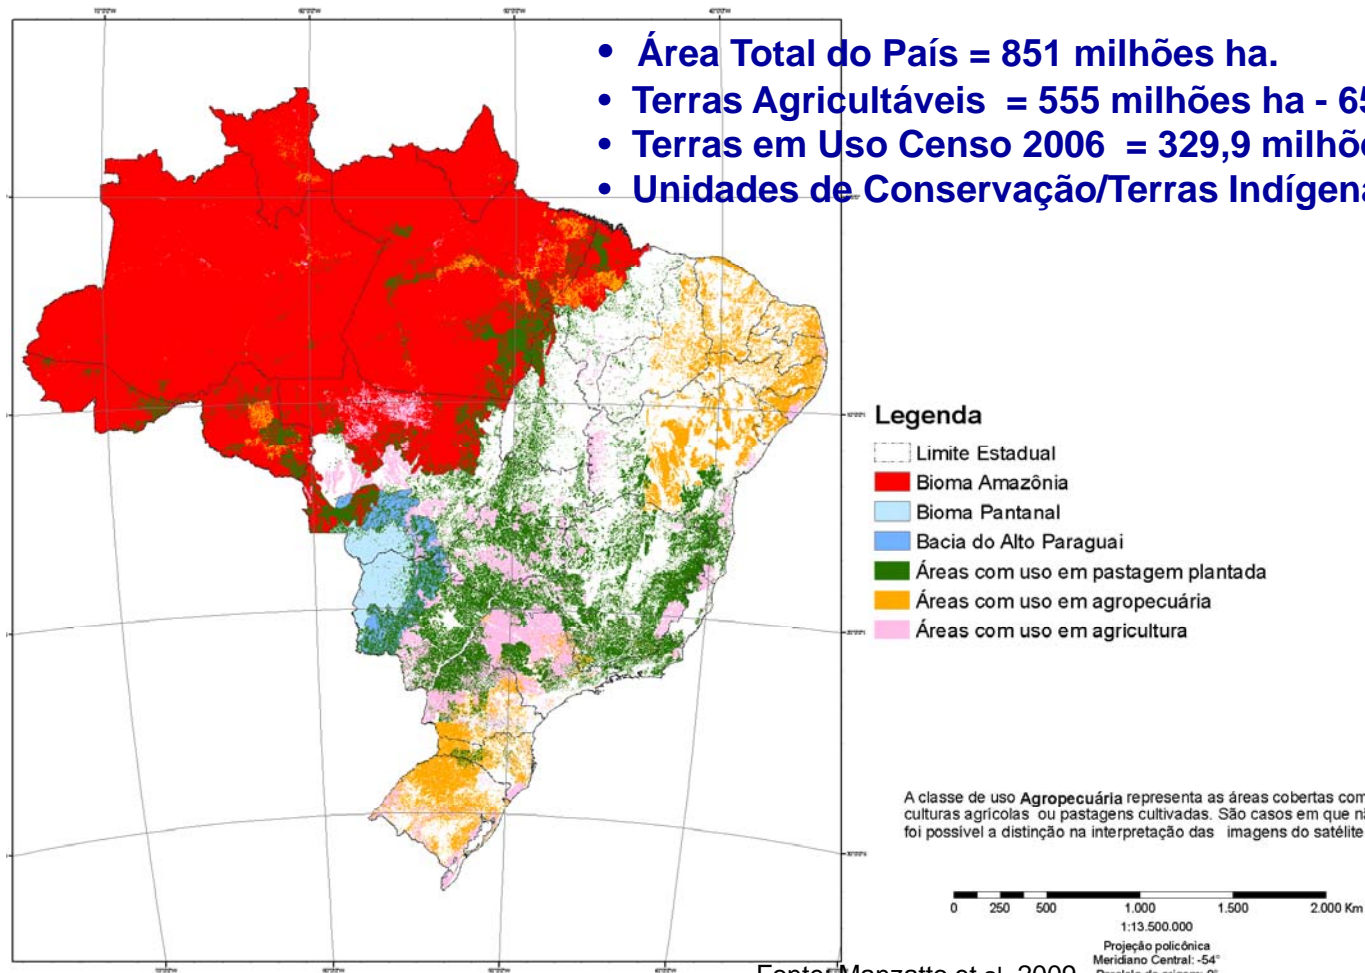 • Área Total do País = 851 milhões ha.
• Terras Agricultáveis = 555 milhões ha - 65
• Terras em Uso Censo 2006 = 329,9 milhõe
• Unidades de Conservação/Terras Indígena
Legenda
Limite Estadual
Bioma Amazônia
Bioma Pantanal
Bacia do Alto Paraguai
Áreas com uso em pastagem plantada
Áreas com uso em agropecuária
Áreas com uso em agricultura
A classe de uso Agropecuária representa as áreas cobertas com
culturas agrícolas ou pastagens cultivadas. São casos em que nã
foi possível a distinção na interpretação das imagens do satélite
0 250 500 1.000 1.500 2.000 Km
1:13.500.000
Projeção policônica
Meridiano Central: -54°
Fonte: Manzatto et al, 2009